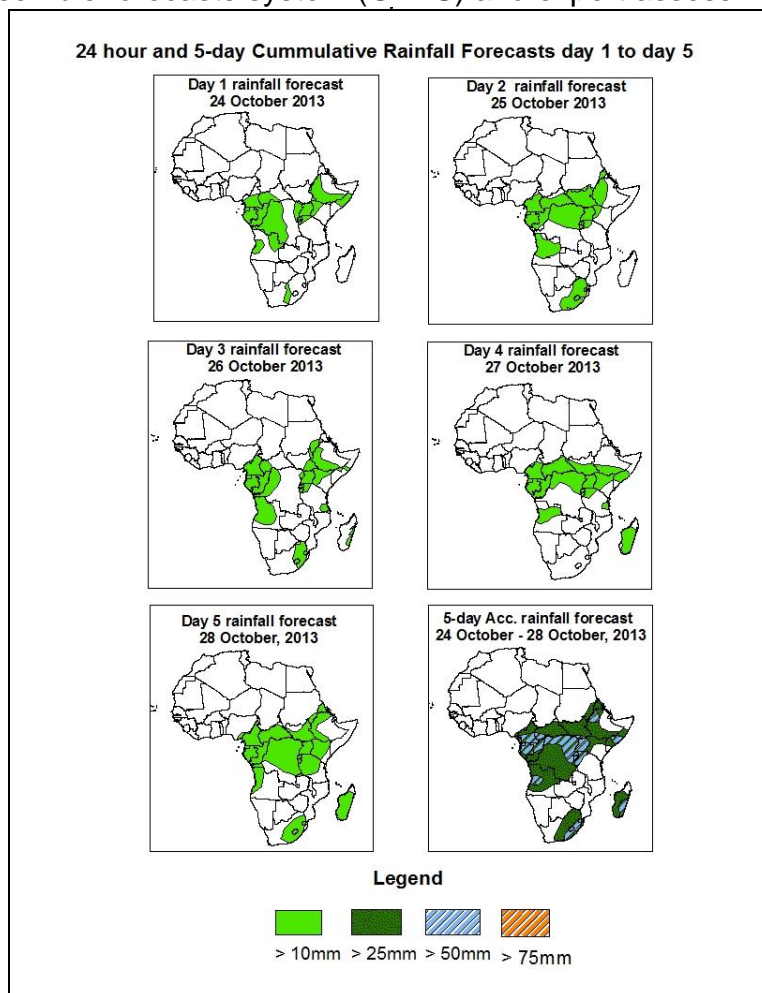 24 hour and 5-day Cummulative Rainfall Forecasts day 1 to day 5
Day 1 rainfall forecast
24 October 2013
Day 2 rainfall forecast
25 October 2013
Day 3 rainfall forecast
26 October 2013
Day 4 rainfall forecast
27 October 2013
Day 5 rainfall forecast
28 October, 2013
5-day Acc. rainfall forecast
24 October - 28 October, 2013
Legend
> 10mm > 25mm > 50mm > 75mm